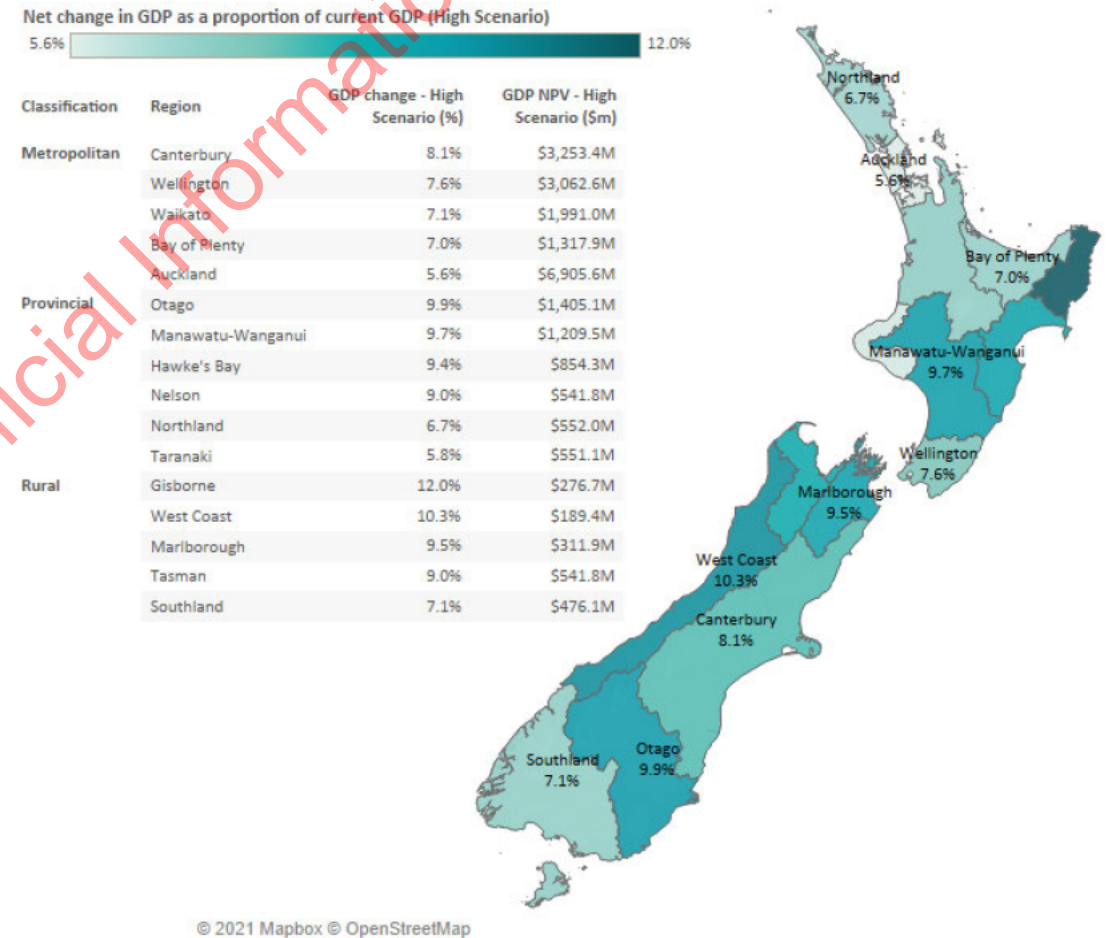 Net change in GDP as a proportion of current GDP (High Scenario)
5.6% 12.0%
Classification Region GDP change - High Scenario (%) GDP NPV - High Scenario ($m)
Metropolitan Canterbury 8.1% $3,253.4M
Wellington 7.6% $3,062.6M
Waikato 7.1% $1,991.0M
Bay of Plenty 7.0% $1,317.9M
Auckland 5.6% $6,905.6M
Provincial Otago 9.9% $1,405.1M
Manawatu-Wanganui 9.7% $1,209.5M
Hawke's Bay 9.4% $854.3M
Nelson 9.0% $541.8M
Northland 6.7% $552.0M
Taranaki 5.8% $551.1M
Rural Gisborne 12.0% $276.7M
West Coast 10.3% $189.4M
Marlborough 9.5% $311.9M
Tasman 9.0% $541.8M
Southland 7.1% $476.1M
Northland
6.7%
Auckland
5.6%
Bay of Plenty
7.0%
Manawatu-Wanganui
9.7%
Wellington
7.6%
Marlborough
9.5%
West Coast
10.3%
Canterbury
8.1%
Otago
9.9%
Southland
7.1%
© 2021 Mapbox © OpenStreetMap